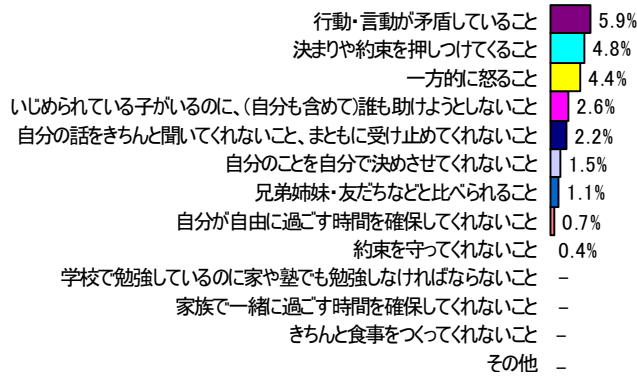 行動・言動が矛盾していること 5.9%
決まりや約束を押しつけてくること 4.8%
一方的に怒ること 4.4%
いじめられている子がいるのに、(自分も含めて)誰も助けようとしないこと 2.6%
自分の話をきちんと聞いてくれないこと、まともに受け止めてくれないこと 2.2%
自分のことを自分で決めさせてくれないこと 1.5%
兄弟姉妹・友だちなどと比べられること 1.1%
自分が自由に過ごす時間を確保してくれないこと 0.7%
約束を守ってくれないこと 0.4%
学校で勉強しているのに家や塾でも勉強しなければならないこと –
家族で一緒に過ごす時間を確保してくれないこと –
きちんと食事をつくってくれないこと –
その他 –